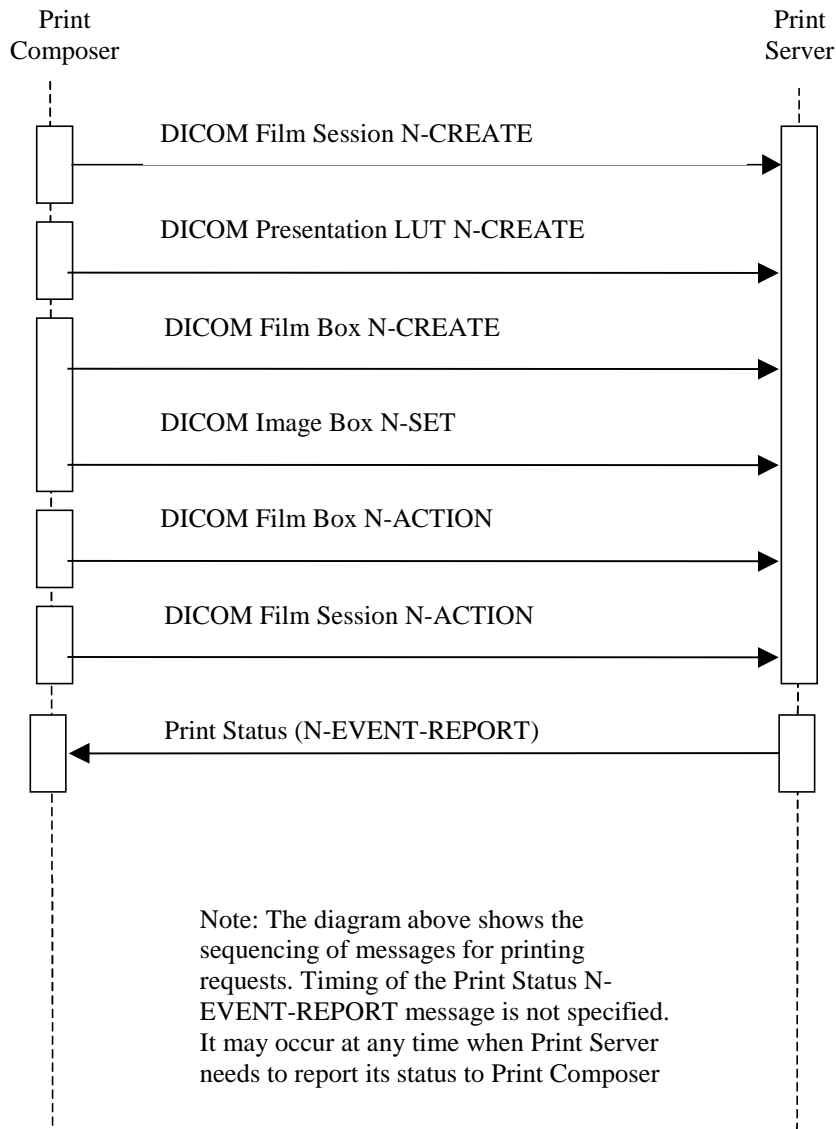 Print
Composer
Print
Server
DICOM Film Session N-CREATE
DICOM Presentation LUT N-CREATE
DICOM Film Box N-CREATE
DICOM Image Box N-SET
DICOM Film Box N-ACTION
DICOM Film Session N-ACTION
Print Status (N-EVENT-REPORT)
Note: The diagram above shows the
sequencing of messages for printing
requests. Timing of the Print Status N-
EVENT-REPORT message is not specified.
It may occur at any time when Print Server
needs to report its status to Print Composer